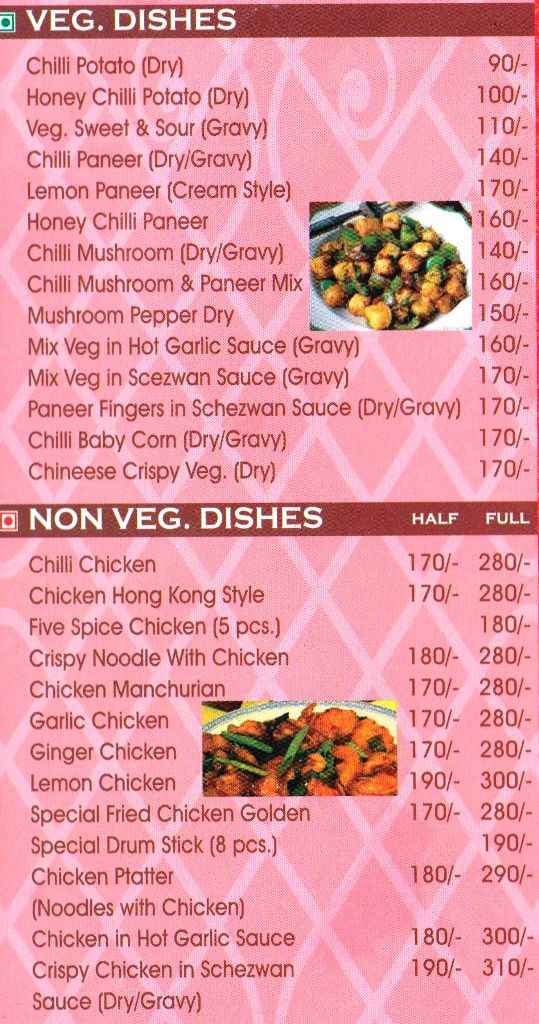 VEG. DISHES
Chilli Potato (Dry) 90/-
Honey Chilli Potato (Dry) 100/-
Veg. Sweet & Sour (Gravy) 110/-
Chilli Paneer (Dry/Gravy) 140/-
Lemon Paneer (Cream Style) 170/-
Honey Chilli Paneer 160/-
Chilli Mushroom (Dry/Gravy) 140/-
Chilli Mushroom & Paneer Mix 160/-
Mushroom Pepper Dry 150/-
Mix Veg in Hot Garlic Sauce (Gravy) 160/-
Mix Veg in Scezwan Sauce (Gravy) 170/-
Paneer Fingers in Schezwan Sauce (Dry/Gravy) 170/-
Chilli Baby Corn (Dry/Gravy) 170/-
Chineese Crispy Veg. (Dry) 170/-
NON VEG. DISHES HALF FULL
Chilli Chicken 170/- 280/-
Chicken Hong Kong Style 170/- 280/-
Five Spice Chicken (5 pcs.) 180/-
Crispy Noodle With Chicken 180/- 280/-
Chicken Manchurian 170/- 280/-
Garlic Chicken 170/- 280/-
Ginger Chicken 170/- 280/-
Lemon Chicken 190/- 300/-
Special Fried Chicken Golden 170/- 280/-
Special Drum Stick (8 pcs.) 190/-
Chicken Ptatter 180/- 290/-
(Noodles with Chicken)
Chicken in Hot Garlic Sauce 180/- 300/-
Crispy Chicken in Schezwan 190/- 310/-
Sauce (Dry/Gravy)